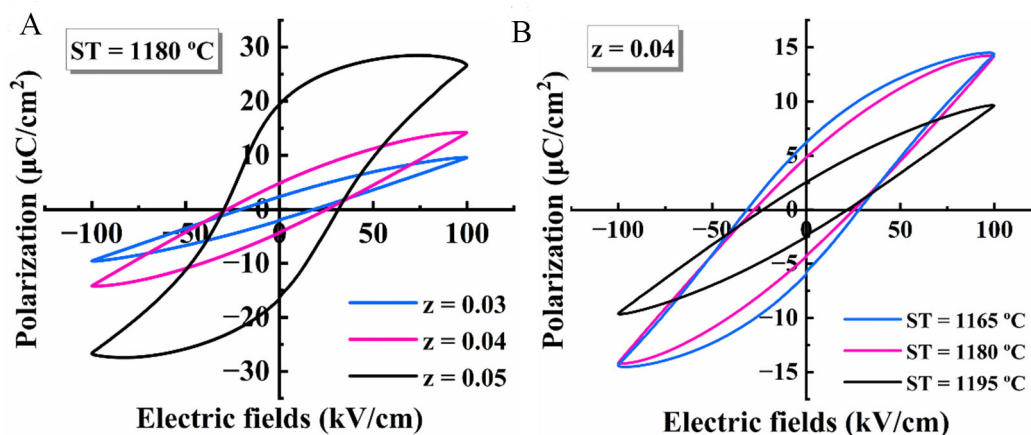 A
ST = 1180 ºC
Polarization (µC/cm²)
30
20
10
0
−10
−20
−30
−100
−50
0
50
100
z = 0.03
z = 0.04
z = 0.05
Electric fields (kV/cm)
B
z = 0.04
Polarization (µC/cm²)
15
10
5
0
−5
−10
−15
−100
−50
0
50
100
ST = 1165 ºC
ST = 1180 ºC
ST = 1195 ºC
Electric fields (kV/cm)